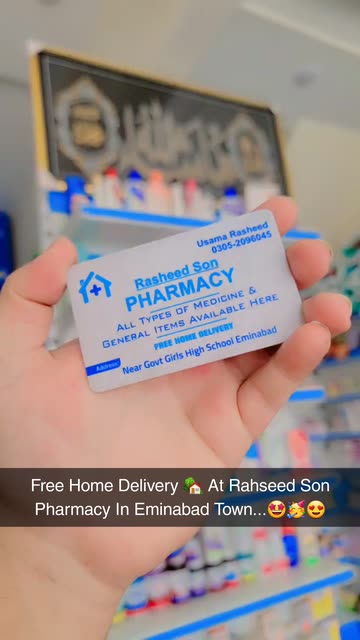 Usama Rasheed
0305-2096045
Rasheed Son
PHARMACY
ALL TYPES OF MEDICINE &
GENERAL ITEMS AVAILABLE HERE
FREE HOME DELIVERY
Address Near Govt Girls High School Eminabad
Free Home Delivery 🏡 At Rahseed Son
Pharmacy In Eminabad Town...🤩🥳😍